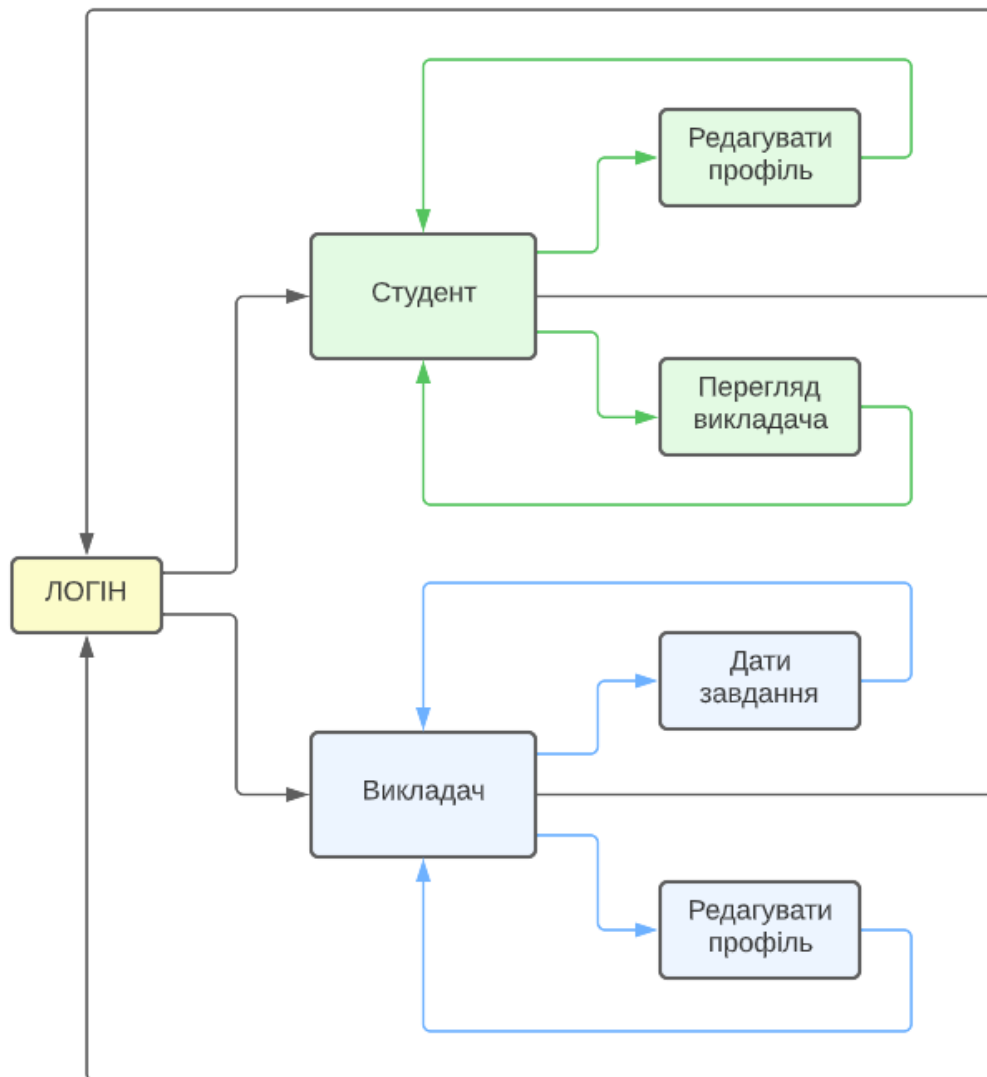 Редагувати
профіль
Студент
Перегляд
викладача
ЛОГІН
Дати
завдання
Викладач
Редагувати
профіль